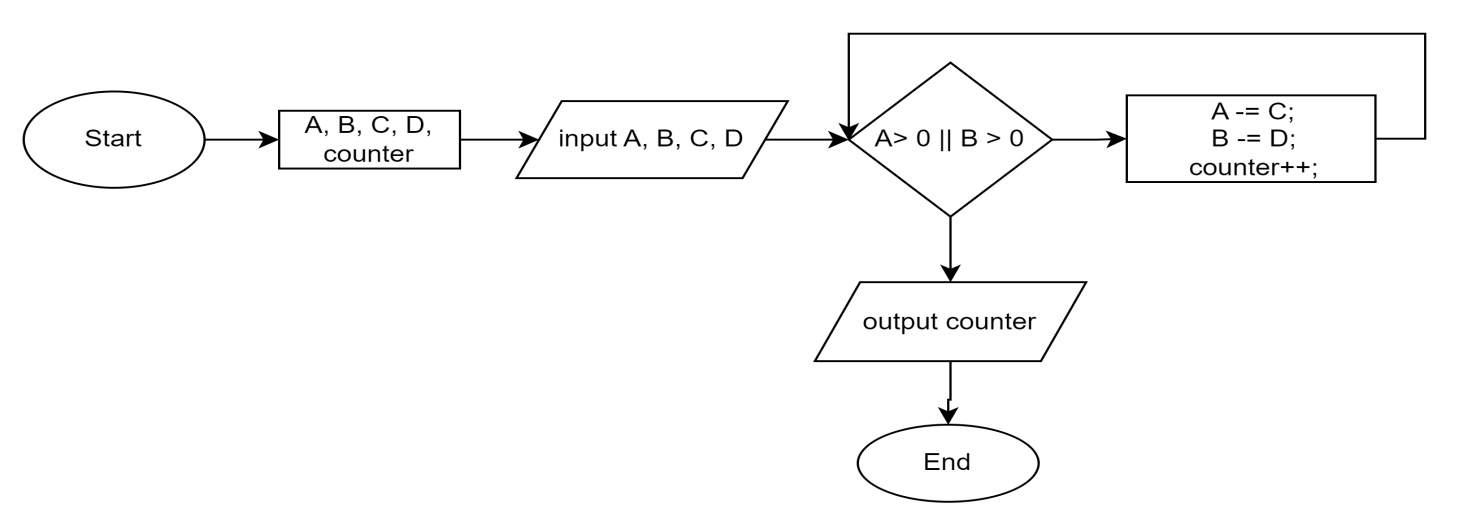 Start
A, B, C, D,
counter
input A, B, C, D
A> 0 || B > 0
A -= C;
B -= D;
counter++;
output counter
End